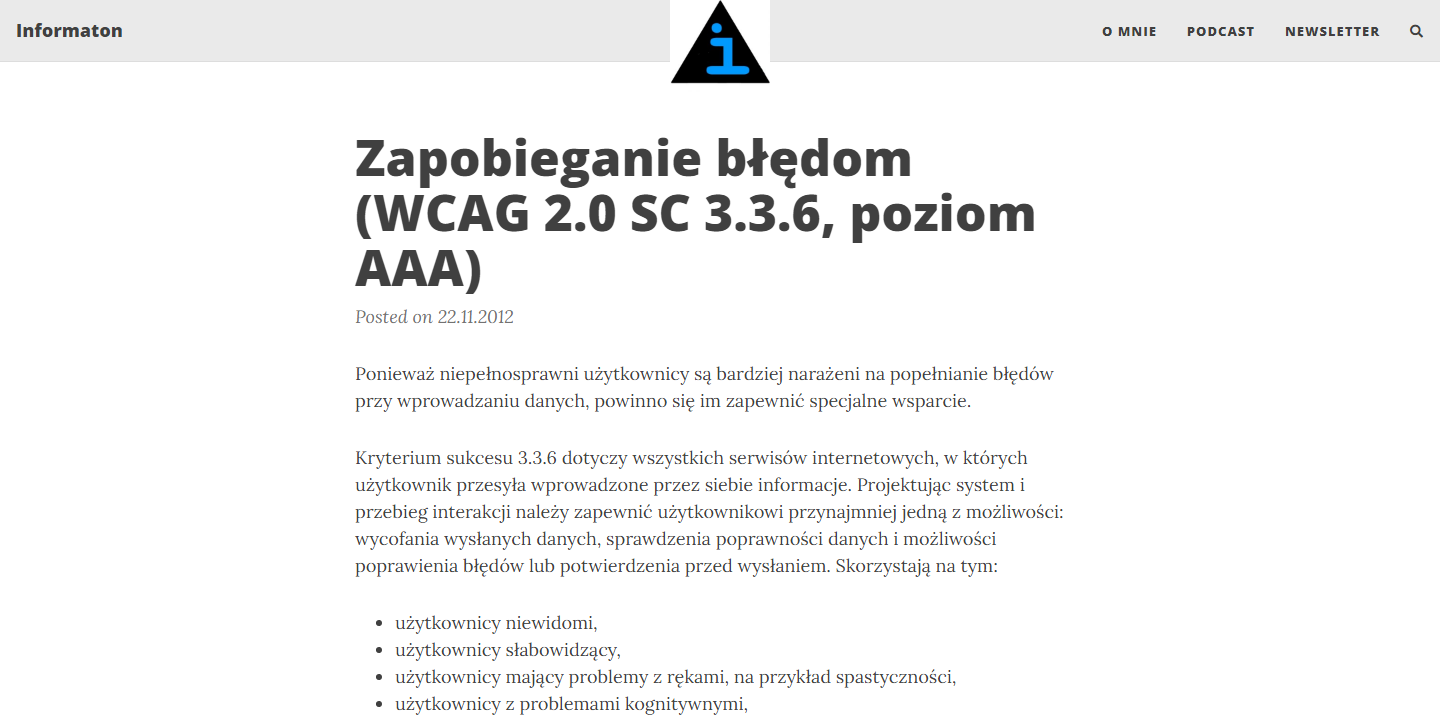 Informaton
i
O MNIE
PODCAST
NEWSLETTER
Zapobieganie błędom
(WCAG 2.0 SC 3.3.6, poziom
AAA)
Posted on 22.11.2012
Ponieważ niepełnosprawni użytkownicy są bardziej narażeni na popełnianie błędów
przy wprowadzaniu danych, powinno się im zapewnić specjalne wsparcie.
Kryterium sukcesu 3.3.6 dotyczy wszystkich serwisów internetowych, w których
użytkownik przesyła wprowadzone przez siebie informacje. Projektując system i
przebieg interakcji należy zapewnić użytkownikowi przynajmniej jedną z możliwości:
wycofania wysłanych danych, sprawdzenia poprawności danych i możliwości
poprawienia błędów lub potwierdzenia przed wysłaniem. Skorzystają na tym:
użytkownicy niewidomi,
użytkownicy słabowidzący,
użytkownicy mający problemy z rękami, na przykład spastyczności,
użytkownicy z problemami kognitywnymi,